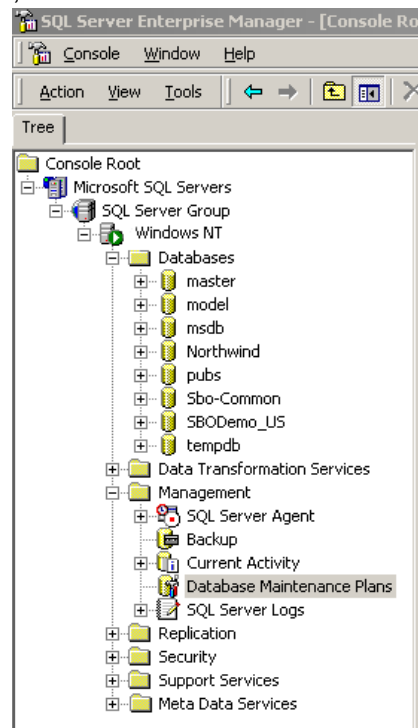 SQL Server Enterprise Manager - [Console Ro
Console Window Help
Action View Tools
Tree
Console Root
Microsoft SQL Servers
SQL Server Group
Windows NT
Databases
master
model
msdb
Northwind
pubs
Sbo-Common
SBODemo_US
tempdb
Data Transformation Services
Management
SQL Server Agent
Backup
Current Activity
Database Maintenance Plans
SQL Server Logs
Replication
Security
Support Services
Meta Data Services